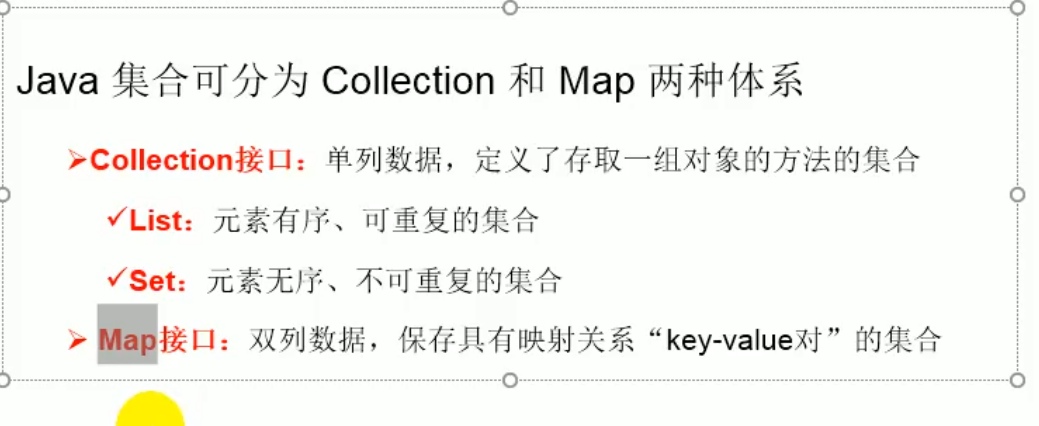 Java 集合可分为 Collection 和 Map 两种体系
➢Collection接口：单列数据，定义了存取一组对象的方法的集合
✓List：元素有序、可重复的集合
✓Set：元素无序、不可重复的集合
➢ Map接口：双列数据，保存具有映射关系“key-value对”的集合